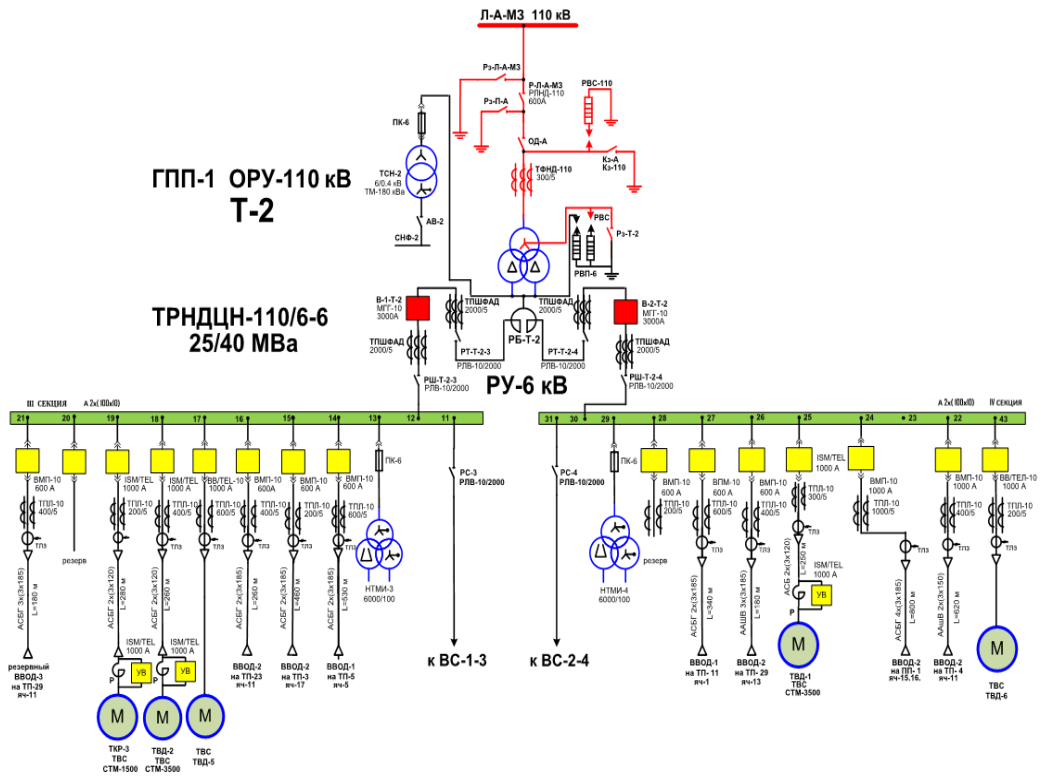 Л-А-МЗ 110 кВ
Рз-Л-А-МЗ
Р-Л-А-МЗ
РЛНД-110
600А
РВС-110
Рз-П-А
ПК-6
ОД-А
Кз-А
Кз-110
ТФНД-110
300/5
ТСН-2
6/0.4 кВ
ТМ-180 кВа
ГПП-1 ОРУ-110 кВ
Т-2
АВ-2
СНФ-2
РВС
Рз-Т-2
РВП-6
ТРНДЦН-110/6-6
25/40 МВа
В-1-Т-2
МГГ-10
3000А
ТПШФАД
2000/5
ТПШФАД
2000/5
В-2-Т-2
МГГ-10
3000А
РБ-Т-2
ТПШФАД
2000/5
РТ-Т-2-3
РЛВ-10/2000
РТ-Т-2-4
РЛВ-10/2000
ТПШФАД
2000/5
РШ-Т-2-3
РЛВ-10/2000
РУ-6 кВ
РШ-Т-2-4
РЛВ-10/2000
III СЕКЦИЯ
А 2х(100х10)
А 2х(100х10)
IV СЕКЦИЯ
21 20 19 18 17 16 15 14 13 12 11
31 30 29 28 27 26 25 24 23 22 43
ВМП-10
600 А
ТПЛ-10
400/5
ТЛЗ
АСБГ 3х(3х185)
L=180 м
резервный
ВВОД-3
на ТП-29
яч-11
резерв
ISM/TEL
1000 А
ТПЛ-10
200/5
АСБГ 2х(3х120)
L=280 м
ISM/TEL
1000 А
Р
УВ
М
ТКР-3
ТВС
СТМ-1500
ISM/TEL
1000 А
ТПЛ-10
400/5
АСБГ 2х(3х120)
L=260 м
ISM/TEL
1000 А
Р
УВ
М
ТВД-2
ТВС
СТМ-3500
BB/TEL-10
1000 А
ТПЛ-10
200/5
М
ТВС
ТВД-5
ВМП-10
600А
ТПЛ-10
400/5
ТЛЗ
АСБГ 2х(3х185)
L=260 м
ВВОД-2
на ТП-23
яч-11
ВМП-10
600 А
ТПЛ-10
200/5
ТЛЗ
АСБГ 2х(3х185)
L=460 м
ВВОД-2
на ТП-3
яч-17
ВМП-10
600 А
ТПЛ-10
600/5
ТЛЗ
АСБГ 2х(3х185)
L=530 м
ВВОД-1
на ТП-5
яч-5
ПК-6
НТМИ-3
6000/100
РС-3
РЛВ-10/2000
к ВС-1-3
РС-4
РЛВ-10/2000
к ВС-2-4
ПК-6
НТМИ-4
6000/100
ВМП-10
600 А
ТПЛ-10
200/5
резерв
ВПМ-10
600 А
ТПЛ-10
600/5
ТЛЗ
АСБГ 2х(3х185)
L=340 м
ВВОД-1
на ТП- 11
яч-1
ВМП-10
600 А
ТПЛ-10
400/5
ТЛЗ
ААШВ 3х(3х185)
L=180 м
ВВОД-2
на ТП- 29
яч-13
ISM/TEL
1000 А
ТПЛ-10
300/5
ТЛЗ
АСБ 2х(3х120)
L=250 м
ISM/TEL
1000 А
Р
УВ
М
ТВД-1
ТВС
СТМ-3500
ВМП-10
1000 А
ТПЛ-10
1000/5
ТЛЗ
АСБГ 4х(3х185)
L=800 м
ВВОД-2
на ПП- 1
яч-15.16.
ВМП-10
1000 А
ТПЛ-10
400/5
ТЛЗ
ААшВ 2х(3х150)
L=620 м
ВВОД-2
на ТП- 4
яч-11
BB/TEL-10
1000 А
ТПЛ-10
200/5
ТЛЗ
М
ТВС
ТВД-6